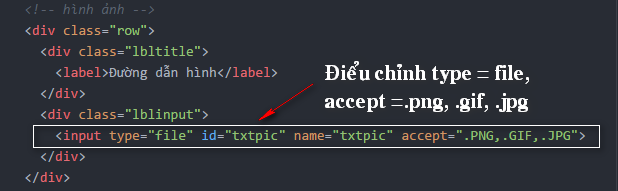 <!-- hình ảnh -->
<div class="row">
<div class="lbltitle">
<label>Đường dẫn hình</label>
</div>
<div class="lblinput">
<input type="file" id="txtpic" name="txtpic" accept=".PNG,.GIF,.JPG">
</div>
</div>
Điểu chỉnh type = file,
accept =.png, .gif, .jpg